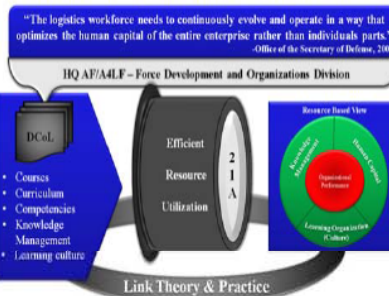 "The logistics workforce needs to continuously evolve and operate in a way that
optimizes the human capital of the entire enterprise rather than individuals parts."
-Office of the Secretary of Defense, 200
HQ AF/A4LF – Force Development and Organizations Division
DCoL
• Courses
• Curriculum
• Competencies
• Knowledge
Management
• Learning culture
Efficient
Resource
Utilization
2
1
A
Resource Based View
Knowledge
Management
Human Capital
Organizational
Performance
Learning Organization
(Culture)
Link Theory & Practice